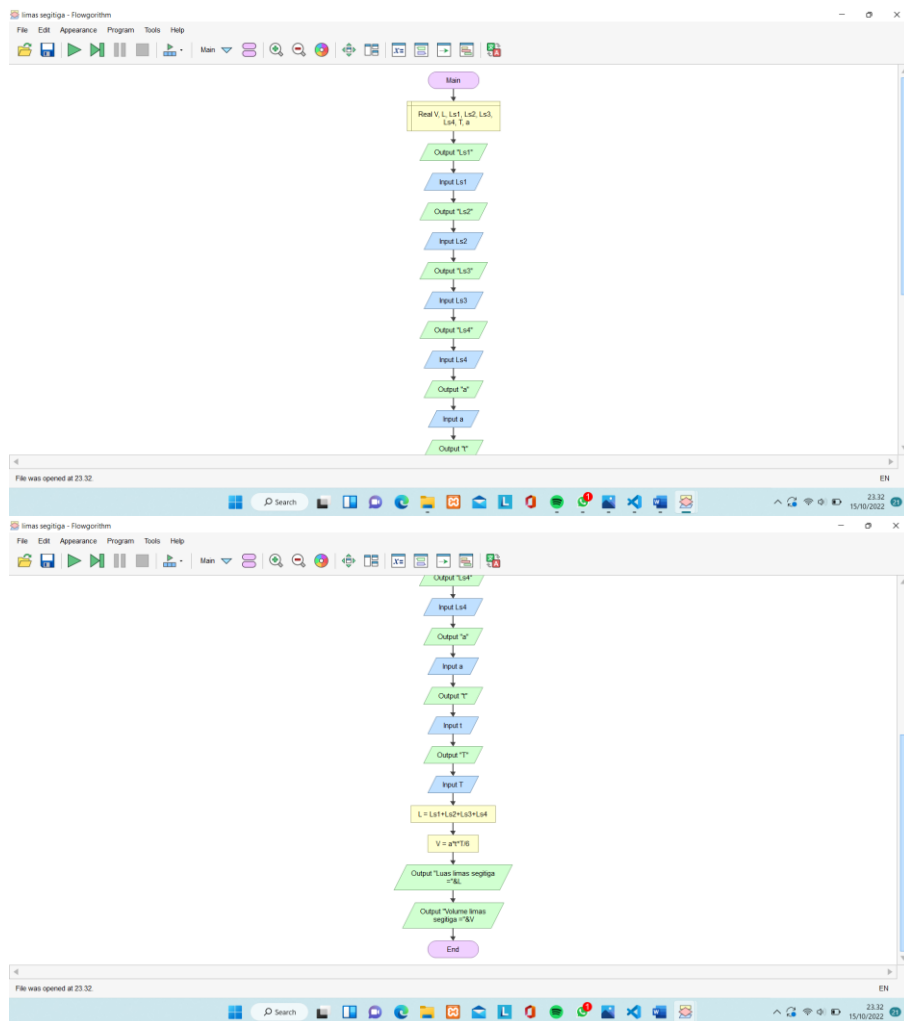 limas segitiga - Flowgorithm
File Edit Appearance Program Tools Help
Main
Main
Real V, L, Ls1, Ls2, Ls3,
Ls4, T, a
Output "Ls1"
Input Ls1
Output "Ls2"
Input Ls2
Output "Ls3"
Input Ls3
Output "Ls4"
Input Ls4
Output "a"
Input a
Output "t"
File was opened at 23.32.
EN
Search
23.32
15/10/2022
limas segitiga - Flowgorithm
File Edit Appearance Program Tools Help
Main
Output "Ls4"
Input Ls4
Output "a"
Input a
Output "t"
Input t
Output "T"
Input T
L = Ls1+Ls2+Ls3+Ls4
V = a*t*T/6
Output "Luas limas segitiga
="&L
Output "Volume limas
segitiga ="&V
End
File was opened at 23.32.
EN
Search
23.32
15/10/2022